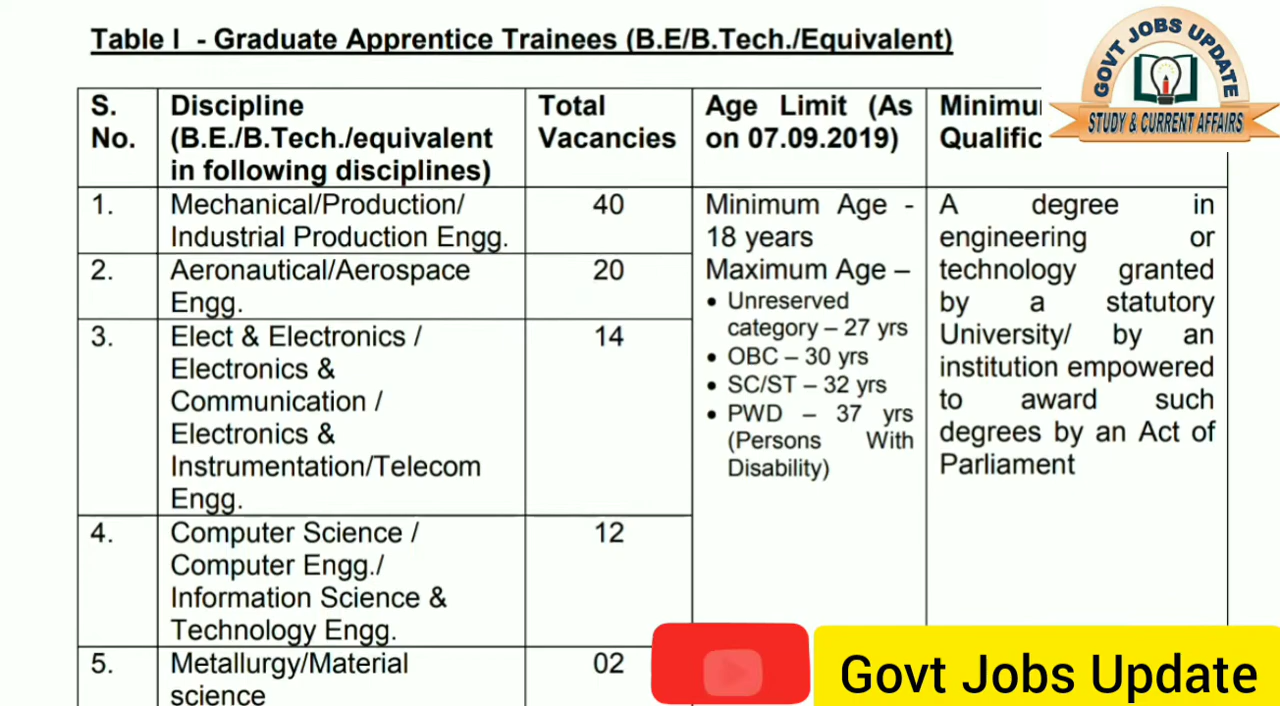 Table I - Graduate Apprentice Trainees (B.E/B.Tech./Equivalent)
GOVT JOBS UPDATE
STUDY & CURRENT AFFAIRS
S. No.
Discipline
(B.E./B.Tech./equivalent
in following disciplines)
Total
Vacancies
Age Limit (As
on 07.09.2019)
1.
Mechanical/Production/
Industrial Production Engg.
40
Minimum Age -
18 years
Maximum Age –
• Unreserved
category – 27 yrs
• OBC – 30 yrs
• SC/ST – 32 yrs
• PWD – 37 yrs
(Persons With
Disability)
A degree in
engineering or
technology granted
by a statutory
University/ by an
institution empowered
to award such
degrees by an Act of
Parliament
2.
Aeronautical/Aerospace
Engg.
20
3.
Elect & Electronics /
Electronics &
Communication /
Electronics &
Instrumentation/Telecom
Engg.
14
4.
Computer Science /
Computer Engg./
Information Science &
Technology Engg.
12
5.
Metallurgy/Material
science
02
Govt Jobs Update